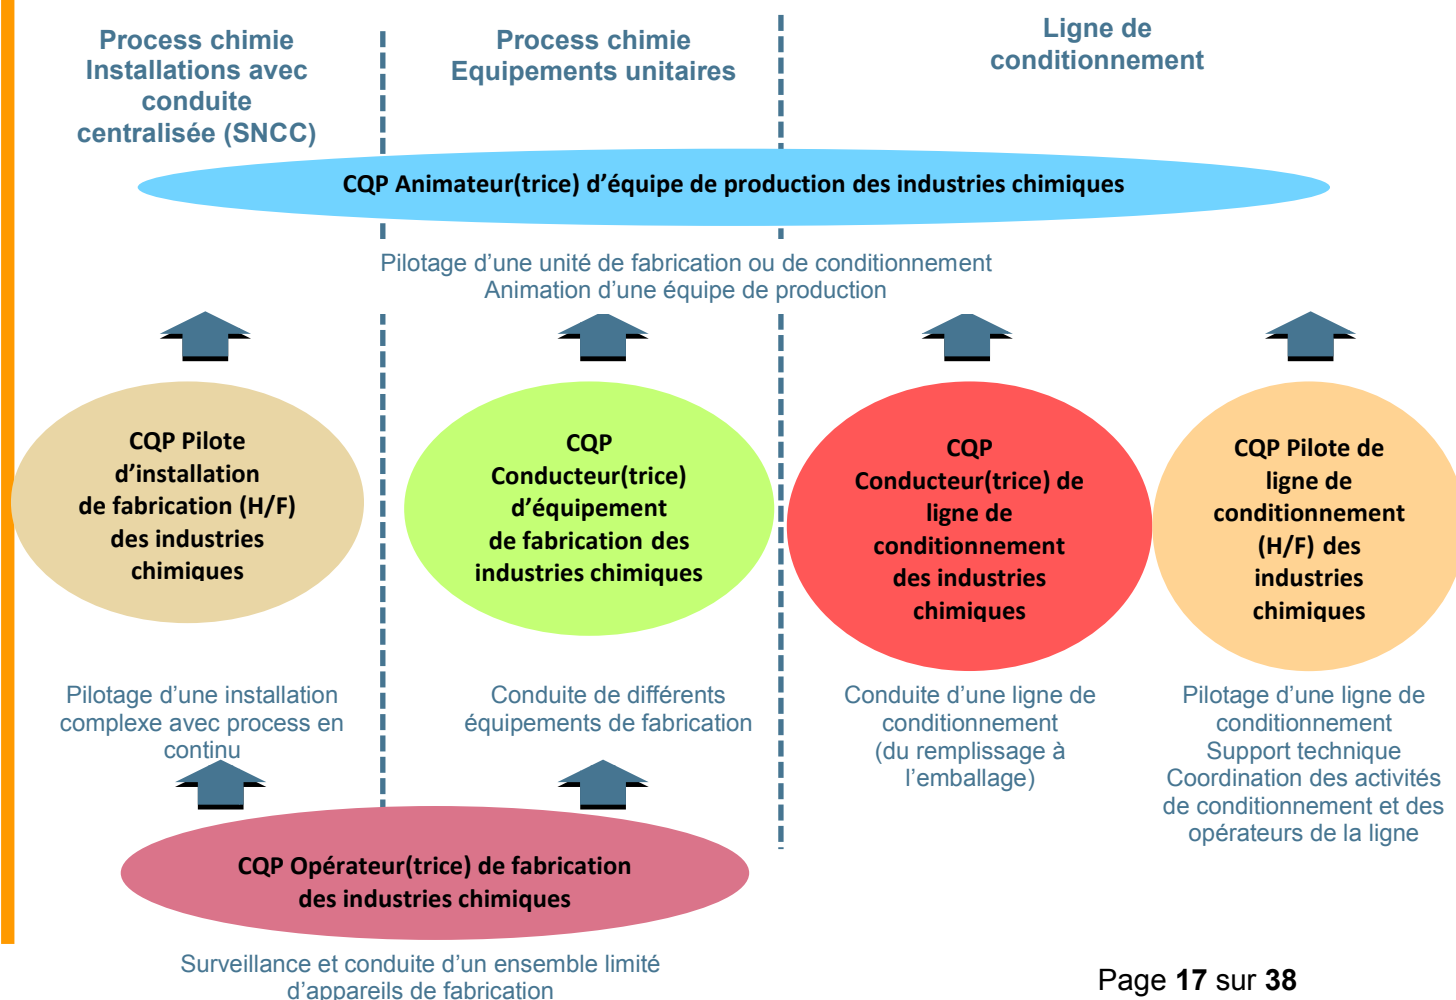 Process chimie
Installations avec
conduite
centralisée (SNCC)
Process chimie
Equipements unitaires
Ligne de
conditionnement
CQP Animateur(trice) d’équipe de production des industries chimiques
Pilotage d’une unité de fabrication ou de conditionnement
Animation d’une équipe de production
CQP Pilote
d’installation
de fabrication (H/F)
des industries
chimiques
CQP
Conducteur(trice)
d’équipement
de fabrication des
industries chimiques
CQP
Conducteur(trice) de
ligne de
conditionnement
des industries
chimiques
CQP Pilote de
ligne de
conditionnement
(H/F) des
industries
chimiques
Pilotage d’une installation
complexe avec process en
continu
Conduite de différents
équipements de fabrication
Conduite d’une ligne de
conditionnement
(du remplissage à
l’emballage)
Pilotage d’une ligne de
conditionnement
Support technique
Coordination des activités
de conditionnement et des
opérateurs de la ligne
CQP Opérateur(trice) de fabrication
des industries chimiques
Surveillance et conduite d’un ensemble limité
d’appareils de fabrication
Page 17 sur 38